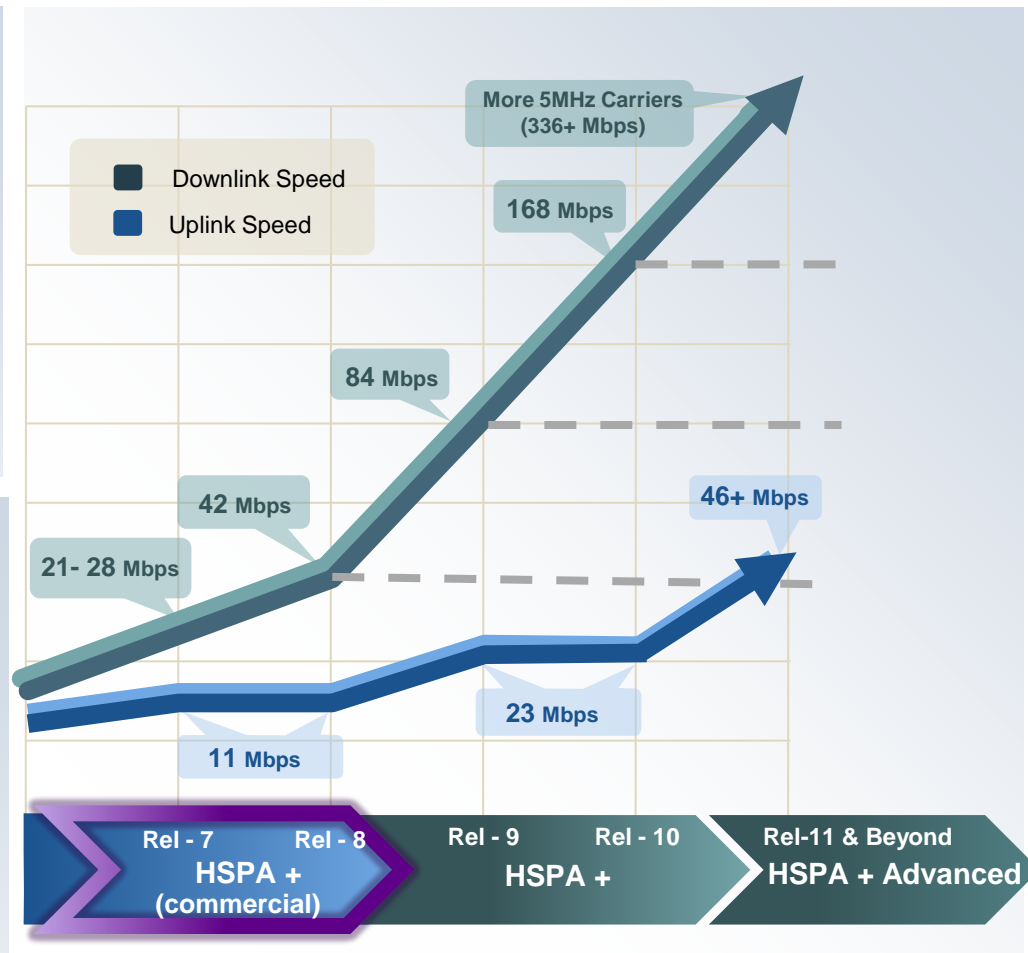 More 5MHz Carriers
(336+ Mbps)
Downlink Speed
Uplink Speed
168 Mbps
84 Mbps
42 Mbps
46+ Mbps
21- 28 Mbps
23 Mbps
11 Mbps
Rel - 7 Rel - 8
HSPA +
(commercial)
Rel - 9 Rel - 10
HSPA +
Rel-11 & Beyond
HSPA + Advanced